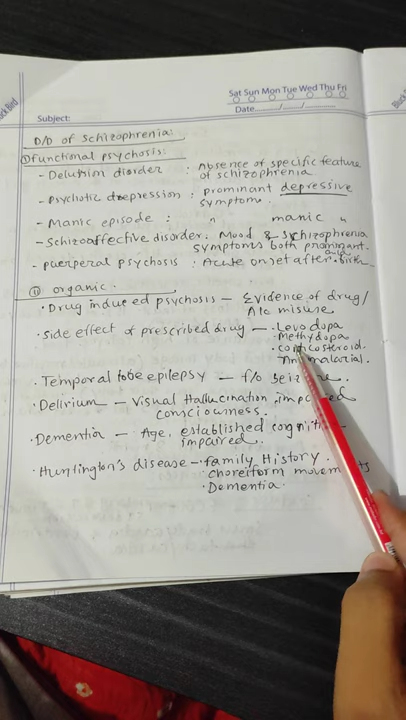 Sat Sun Mon Tue Wed Thu Fri
Subject:
Date....../....../......
D/D of Schizophrenia:
① Functional psychosis:
- Delution disorder : Absence of specific feature
of schizophrenia
- Psychotic depression : prominant depressive
symptoms.
- Manic episode : " manic "
- Schizoaffective disorder : Mood & schizophrenia
symptoms both prominant.
- puerperal psychosis : Acute onset after child birth
⑪ organic.
• Drug induced psychosis — Evidence of drug/
Alc misuse
• Side effect of prescribed drug — • Levodopa
• Methyldopa
• corticosteroid.
Antimalarial.
• Temporal lobe epilepsy — f/o seizure.
• Delirium — Visual Hallucination, impaired
consciousness.
• Dementia — Age, established cognitive
impaired.
• Huntington's disease — • family History.
• choreiform movements
• Dementia.